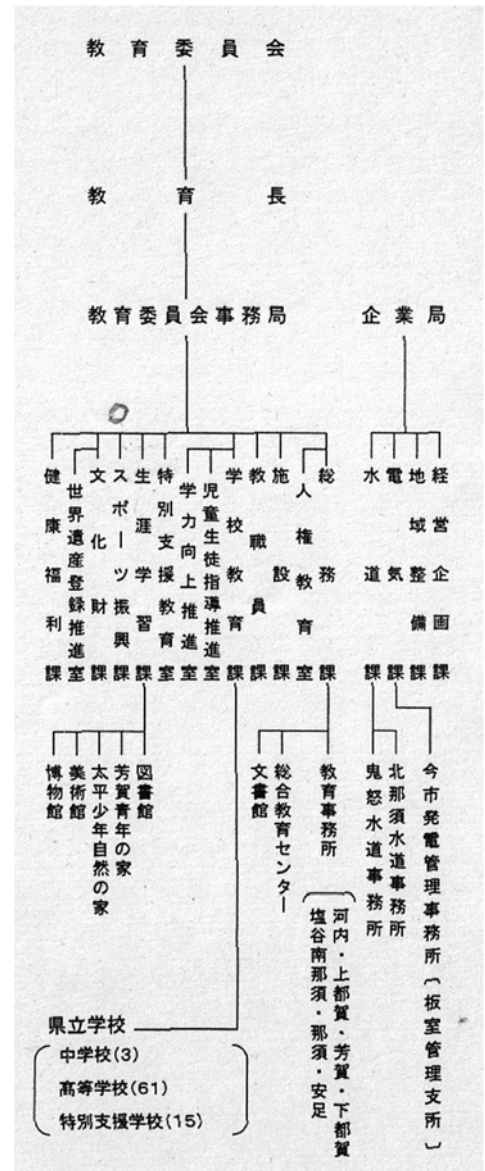 教育委員会
教育長
教育委員会事務局
企業局
総務課
人権教育室
施設課
教職員課
学校教育課
児童生徒指導推進室
学力向上推進室
特別支援教育室
生涯学習課
スポーツ振興課
文化財課
世界遺産登録推進室
健康福利課
経営企画課
地域整備課
電気課
水道課
教育事務所
河内・上都賀・芳賀・下都賀
塩谷南那須・那須・安足
総合教育センター
文書館
図書館
芳賀青年の家
太平少年自然の家
美術館
博物館
今市発電管理事務所〔板室管理支所〕
北那須水道事務所
鬼怒水道事務所
県立学校
中学校(3)
高等学校(61)
特別支援学校(15)